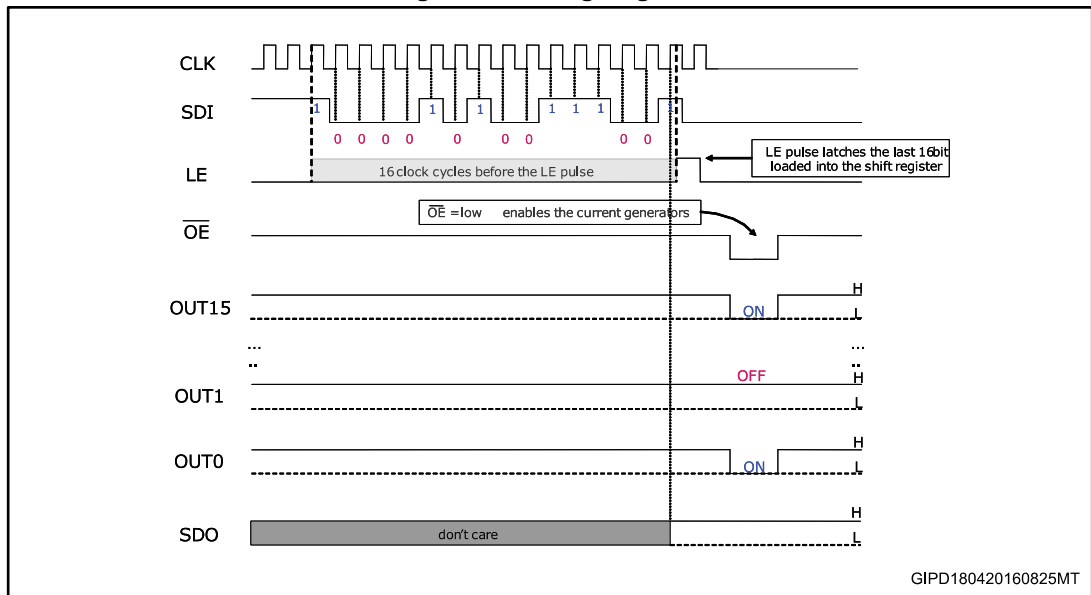 CLK
SDI
1 1 1 1 1 1 1
0 0 0 0 0 0 0 0 0
LE
16 clock cycles before the LE pulse
LE pulse latches the last 16bit
loaded into the shift register
OE =low enables the current generators
OE
OUT15
H
L
ON
...
..
...
..
OUT1
OFF
H
L
OUT0
H
L
ON
SDO
don't care
H
L
GIPD180420160825MT